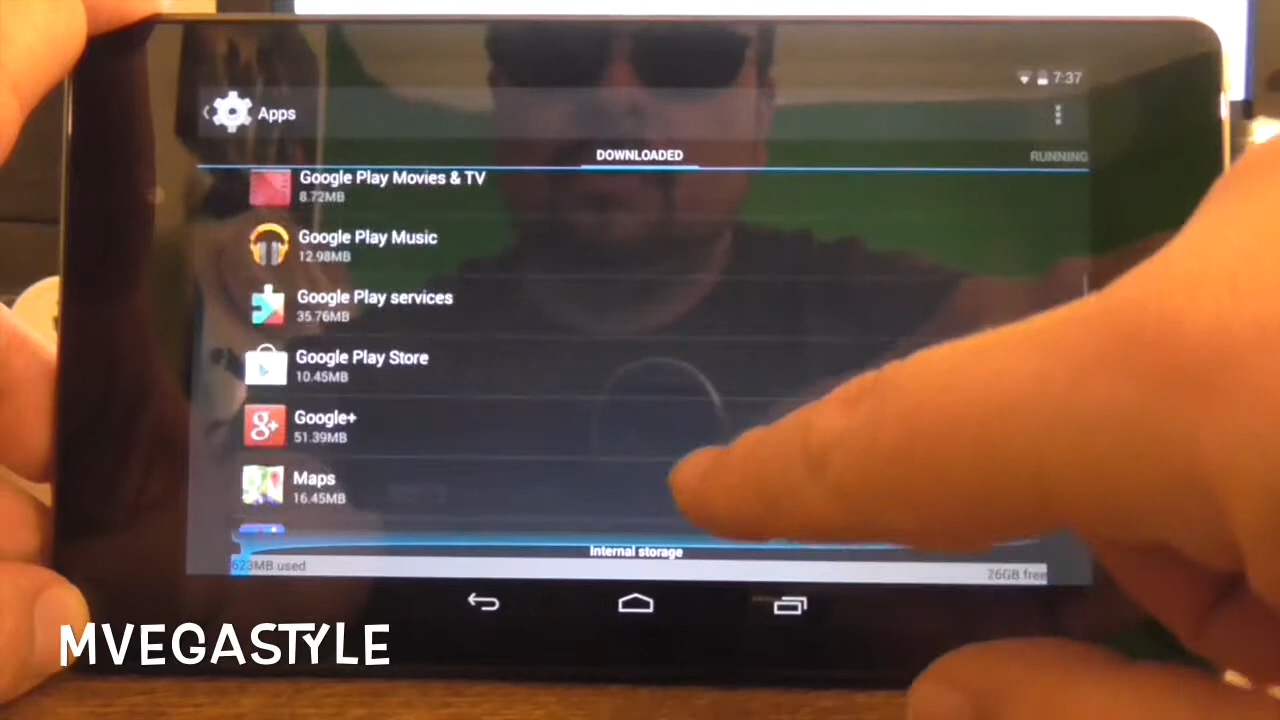 7:37
Apps
DOWNLOADED
RUNNING
Google Play Movies & TV
8.72MB
Google Play Music
12.98MB
Google Play services
35.76MB
Google Play Store
10.45MB
Google+
51.39MB
Maps
16.45MB
Internal storage
623MB used
26GB free
MVEGASTYLE